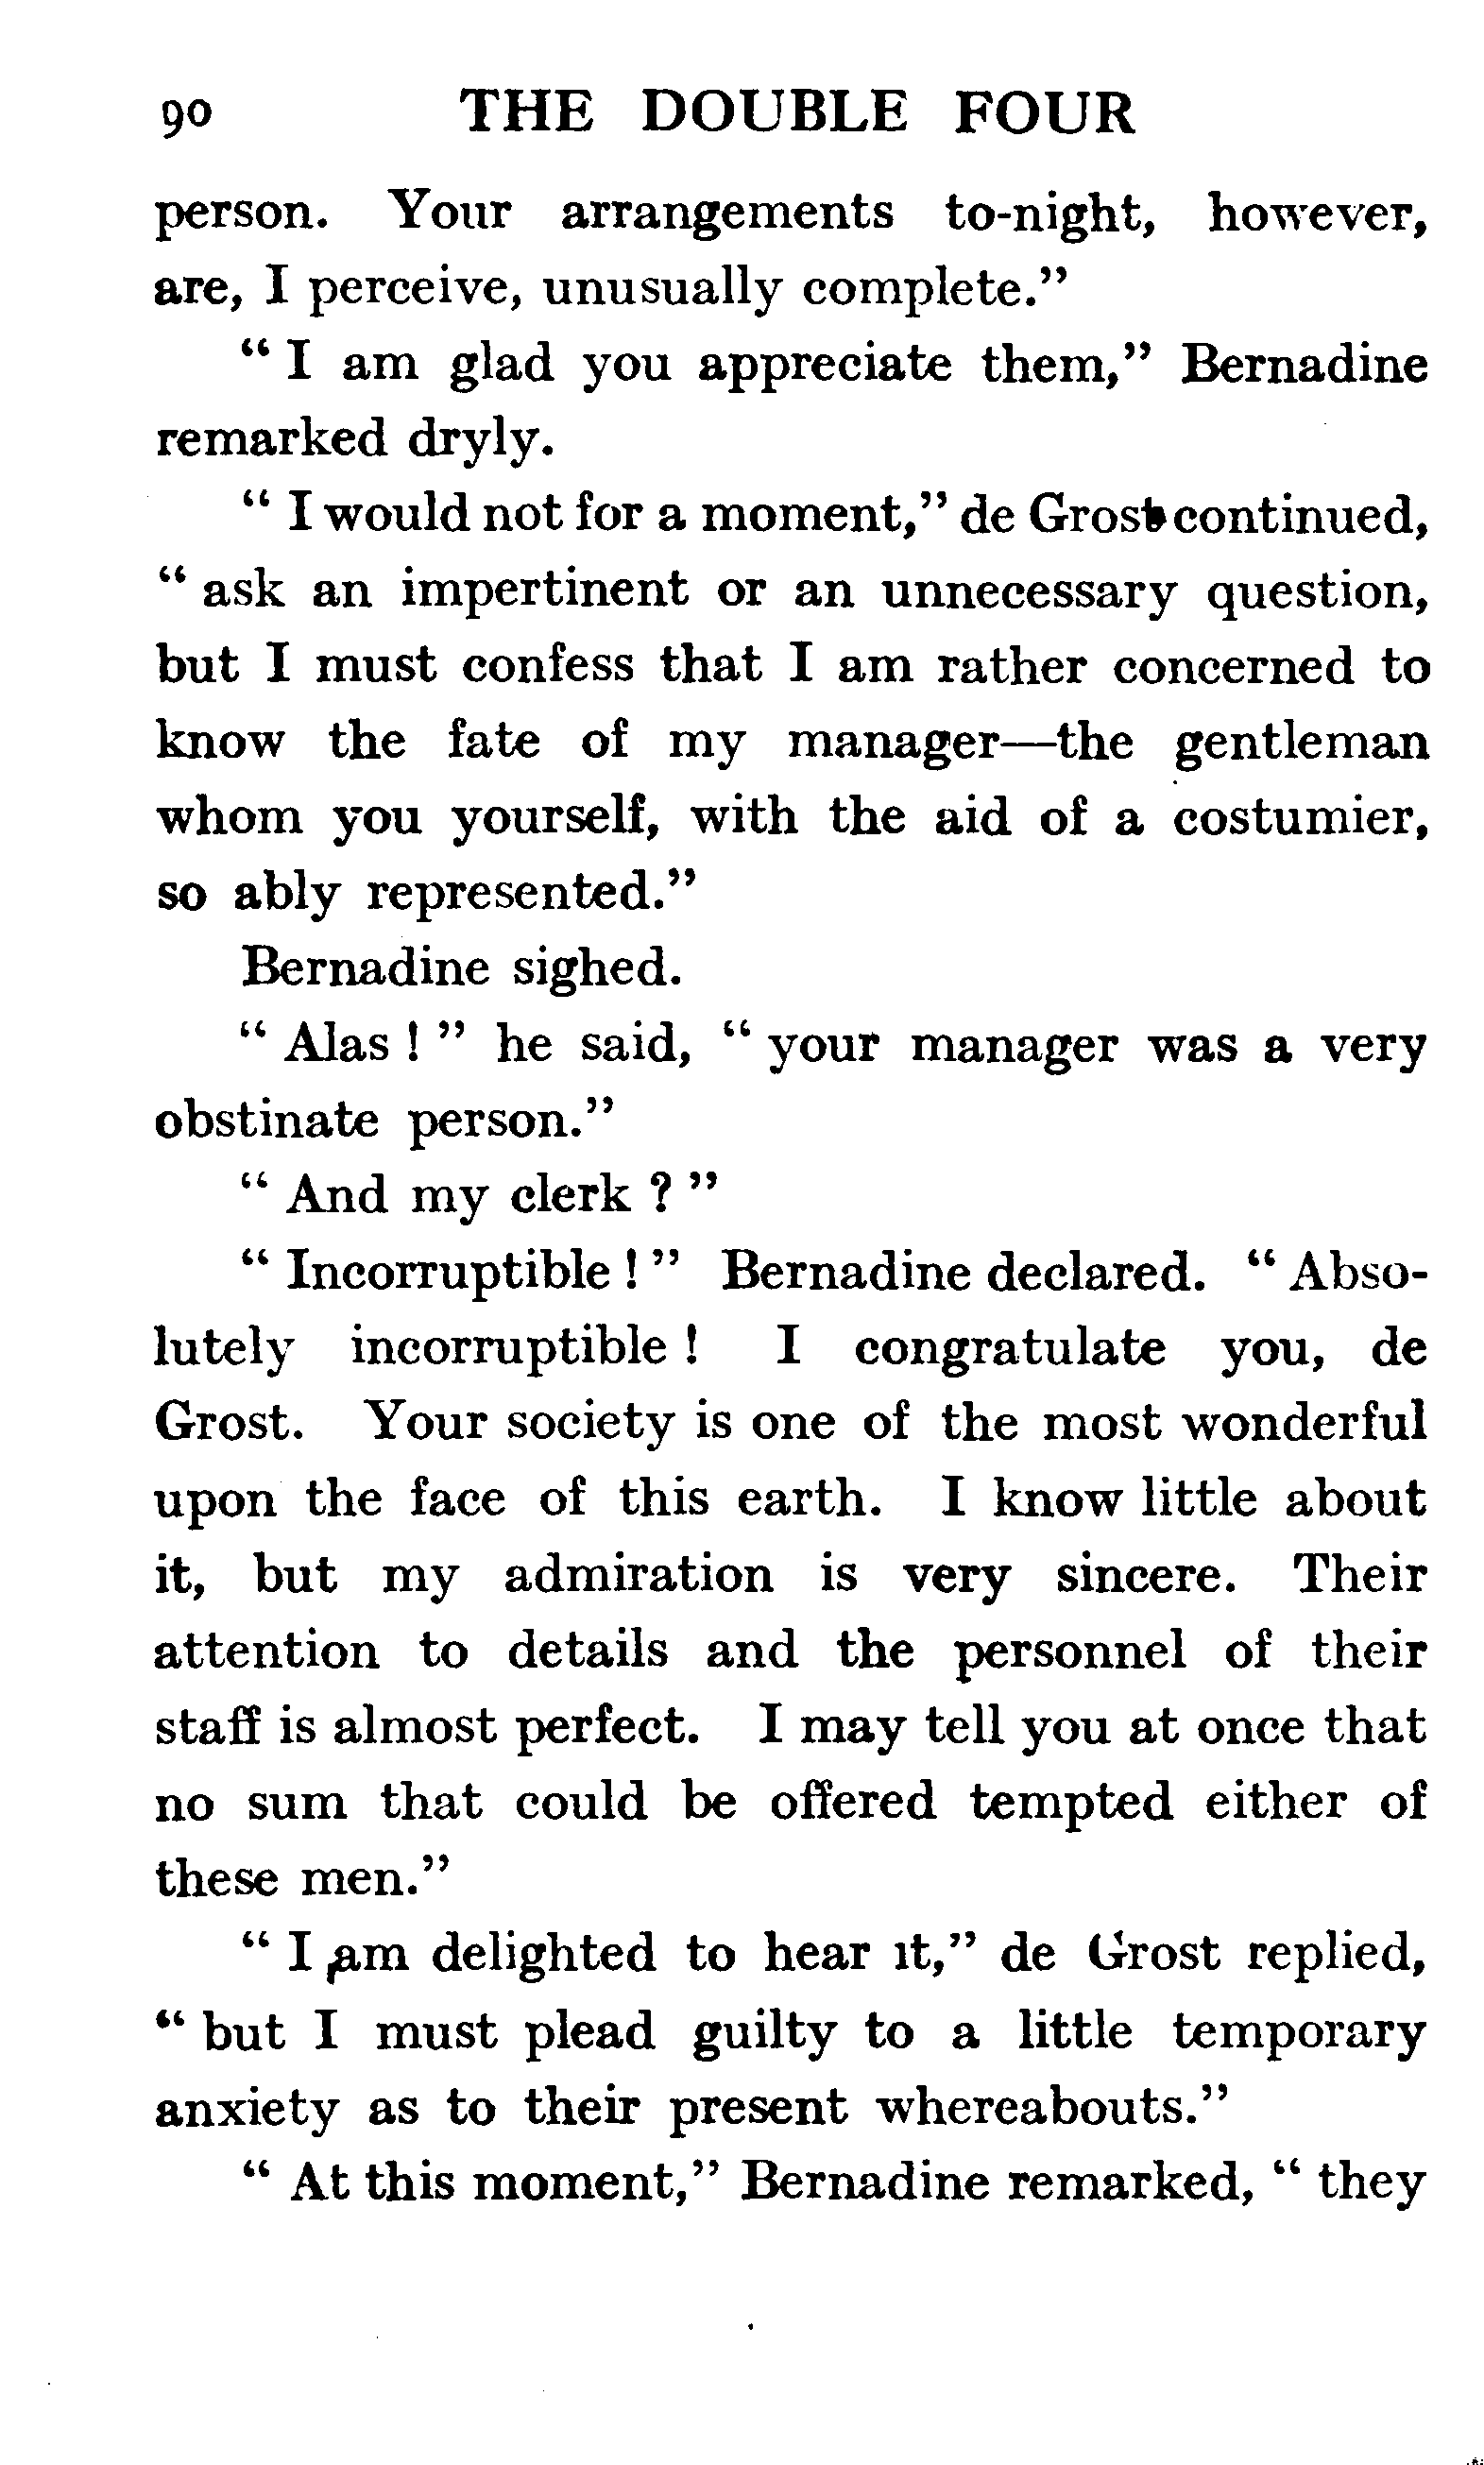 90 THE DOUBLE FOUR
person. Your arrangements to-night, however,
are, I perceive, unusually complete."
" I am glad you appreciate them," Bernadine
remarked dryly.
" I would not for a moment," de Grost continued,
" ask an impertinent or an unnecessary question,
but I must confess that I am rather concerned to
know the fate of my manager—the gentleman
whom you yourself, with the aid of a costumier,
so ably represented."
Bernadine sighed.
" Alas ! " he said, " your manager was a very
obstinate person."
" And my clerk ? "
" Incorruptible ! " Bernadine declared. " Abso-
lutely incorruptible ! I congratulate you, de
Grost. Your society is one of the most wonderful
upon the face of this earth. I know little about
it, but my admiration is very sincere. Their
attention to details and the personnel of their
staff is almost perfect. I may tell you at once that
no sum that could be offered tempted either of
these men."
" I am delighted to hear it," de Grost replied,
" but I must plead guilty to a little temporary
anxiety as to their present whereabouts."
" At this moment," Bernadine remarked, " they